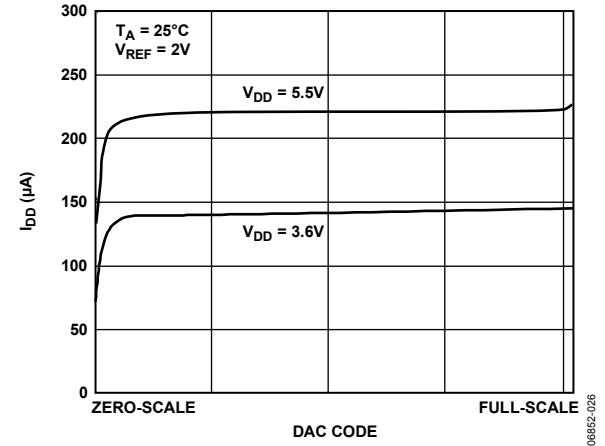 300
250
200
150
100
50
0
I_DD (µA)
T_A = 25°C
V_REF = 2V
V_DD = 5.5V
V_DD = 3.6V
ZERO-SCALE
FULL-SCALE
DAC CODE
06852-026